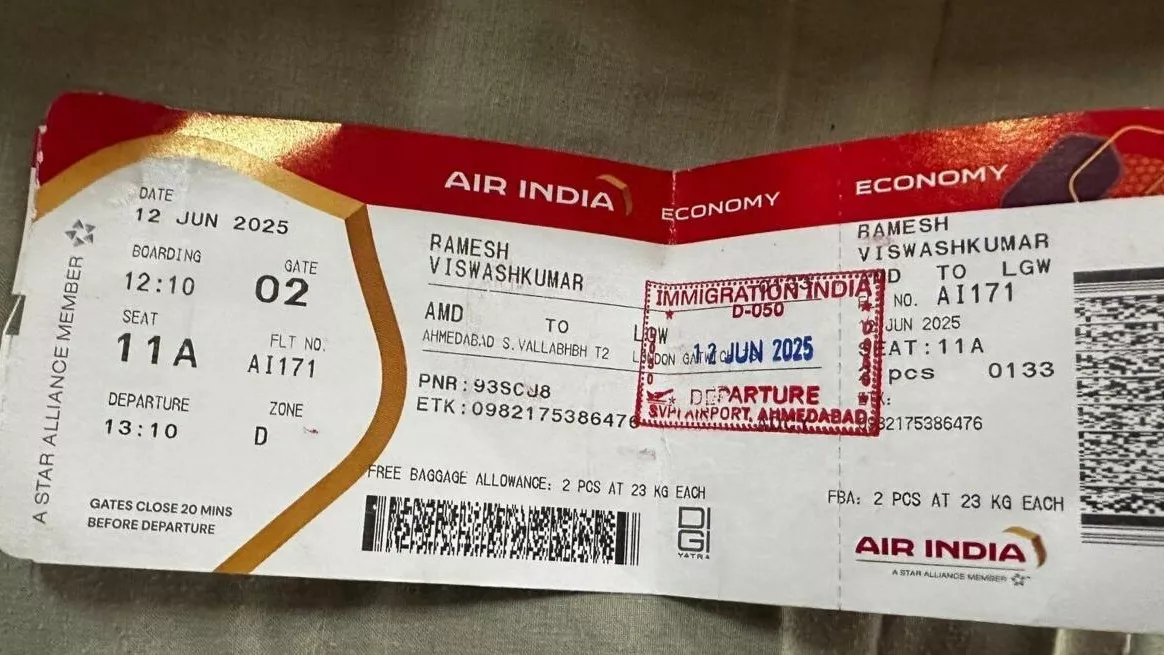 AIR INDIA
ECONOMY
ECONOMY
DATE
12 JUN 2025
BOARDING
12:10
GATE
02
SEAT
11A
FLT NO.
AI171
DEPARTURE
13:10
ZONE
D
GATES CLOSE 20 MINS
BEFORE DEPARTURE
A STAR ALLIANCE MEMBER
RAMESH
VISWASHKUMAR
AMD TO LGW
AHMEDABAD S.VALLABHBH T2
PNR:93SCJ8
ETK:0982175386476
FREE BAGGAGE ALLOWANCE: 2 PCS AT 23 KG EACH
DIGI
YATRA
IMMIGRATION INDIA
D-050
12 JUN 2025
DEPARTURE
SVPI AIRPORT, AHMEDABAD
RAMESH
VISWASHKUMAR
TO LGW
NO. AI171
JUN 2025
SEAT:11A
pcs 0133
0982175386476
FBA: 2 PCS AT 23 KG EACH
AIR INDIA
A STAR ALLIANCE MEMBER